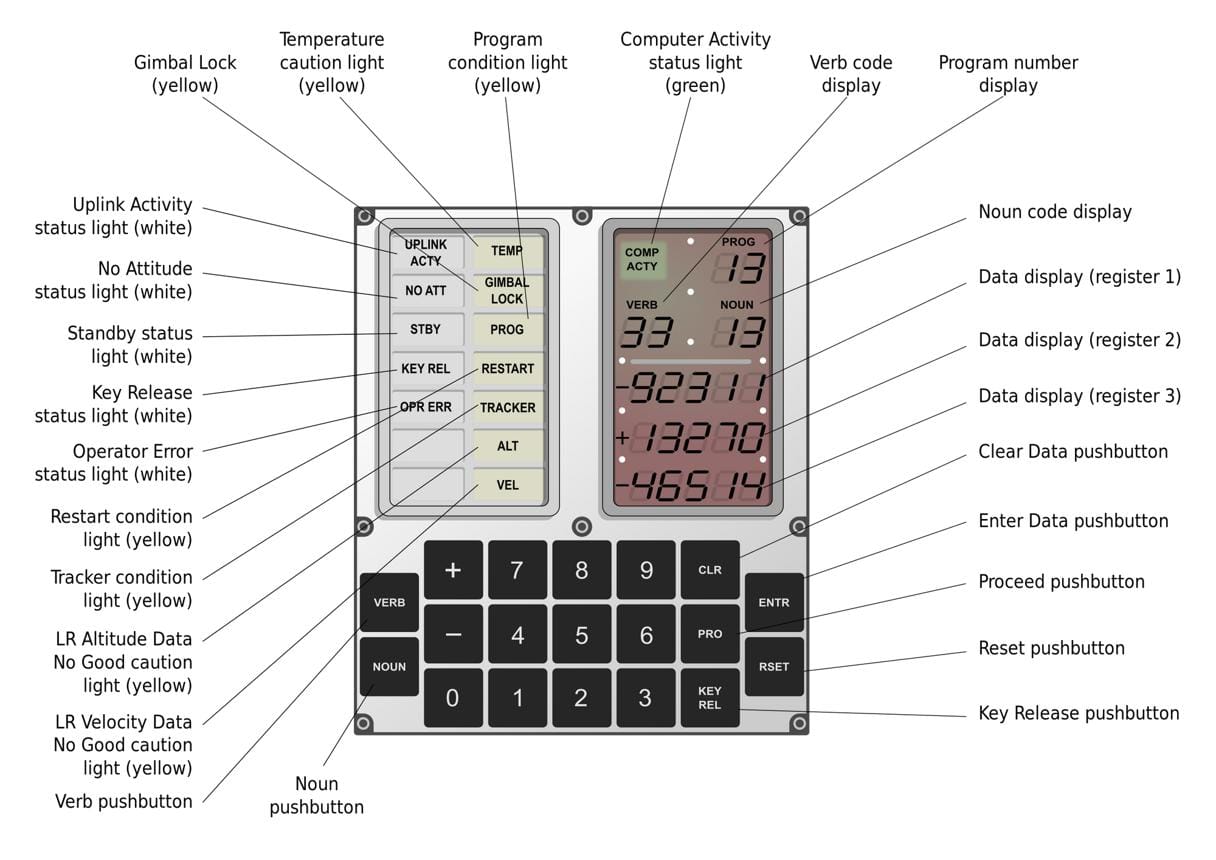 Gimbal Lock
(yellow)
Temperature
caution light
(yellow)
Program
condition light
(yellow)
Computer Activity
status light
(green)
Verb code
display
Program number
display
Uplink Activity
status light (white)
No Attitude
status light (white)
Standby status
light (white)
Key Release
status light (white)
Operator Error
status light (white)
Restart condition
light (yellow)
Tracker condition
light (yellow)
LR Altitude Data
No Good caution
light (yellow)
LR Velocity Data
No Good caution
light (yellow)
Verb pushbutton
Noun
pushbutton
UPLINK
ACTY
TEMP
NO ATT
GIMBAL
LOCK
STBY
PROG
KEY REL
RESTART
OPR ERR
TRACKER
ALT
VEL
COMP
ACTY
PROG
13
VERB
NOUN
33
13
-92311
+13270
-46514
VERB
NOUN
+
7
8
9
CLR
−
4
5
6
PRO
0
1
2
3
KEY
REL
ENTR
RSET
Noun code display
Data display (register 1)
Data display (register 2)
Data display (register 3)
Clear Data pushbutton
Enter Data pushbutton
Proceed pushbutton
Reset pushbutton
Key Release pushbutton